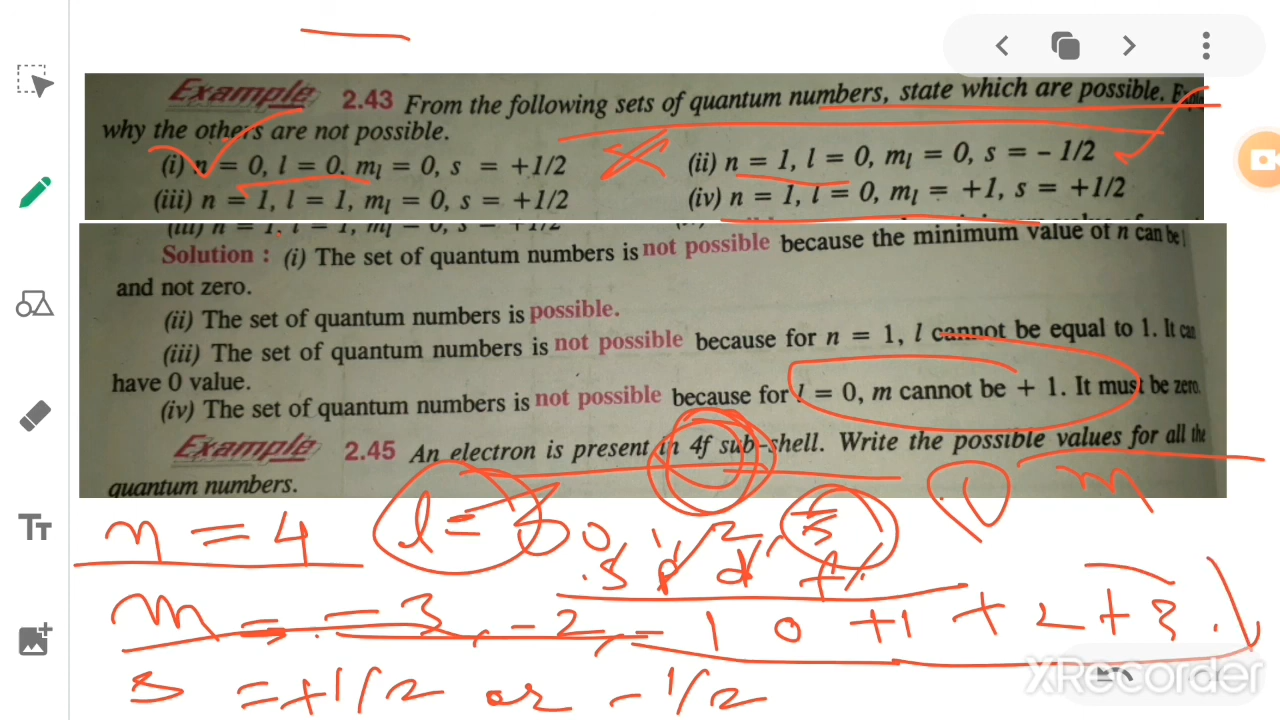 Example 2.43 From the following sets of quantum numbers, state which are possible.
why the others are not possible.
(i) n = 0, l = 0, mₗ = 0, s = +1/2 (ii) n = 1, l = 0, mₗ = 0, s = – 1/2
(iii) n = 1, l = 1, mₗ = 0, s = +1/2 (iv) n = 1, l = 0, mₗ = +1, s = +1/2
Solution : (i) The set of quantum numbers is not possible because the minimum value of n can be
and not zero.
(ii) The set of quantum numbers is possible.
(iii) The set of quantum numbers is not possible because for n = 1, l cannot be equal to 1. It can
have 0 value.
(iv) The set of quantum numbers is not possible because for l = 0, m cannot be + 1. It must be zero.
Example 2.45 An electron is present in 4f sub-shell. Write the possible values for all the
quantum numbers.
n = 4 l = 3 0 1 2 3 l m
s p d f
m = -3, -2, -1 0 +1 +2 +3
s = +1/2 or -1/2
Tt
XRecorder